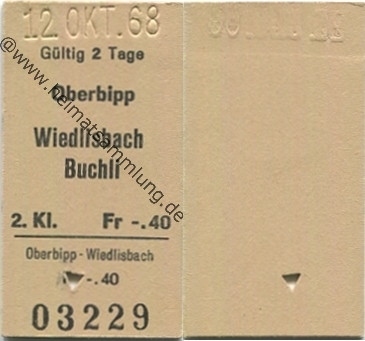 12. OKT. 68
Gültig 2 Tage
Oberbipp
Wiedlisbach
Buchli
2. Kl. Fr -.40
Oberbipp - Wiedlisbach
-.40
03229
@www.heimatsammlung.de